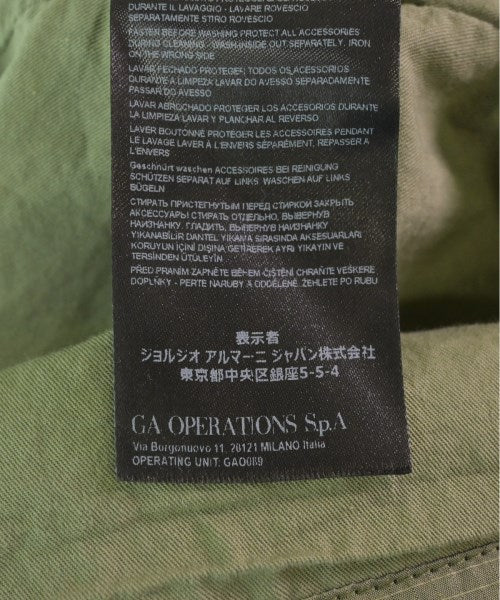 DURANTE IL LAVAGGIO - LAVARE ROVESCIO
SEPARATAMENTE STIRO ROVESCIO
FASTEN BEFORE WASHING PROTECT ALL ACCESSORIES
DURING CLEANING - WASH INSIDE OUT SEPARATELY. IRON
ON THE WRONG SIDE
LAVAR FECHADO PROTEGER TODOS OS ACESSORIOS
DURANTE A LIMPEZA LAVAR DO AVESSO SEPARADAMENTE
PASSAR DO AVESSO
LAVAR ABROCHADO PROTEGER LOS ACCESORIOS DURANTE
LA LIMPIEZA LAVAR Y PLANCHAR AL REVERSO
LAVER BOUTONNÉ PROTÉGER LES ACCESSOIRES PENDANT
LE LAVAGE LAVER À L'ENVERS SÉPARÉMENT - REPASSER À
L'ENVERS
Geschnürt waschen ACCESSOIRES BEI REINIGUNG
SCHÜTZEN SEPARAT AUF LINKS WASCHEN AUF LINKS
BÜGELN
СТИРАТЬ ПРИСТЕГНУТЫМ ПЕРЕД СТИРКОЙ ЗАКРЫТЬ
АКСЕССУАРЫ СТИРАТЬ ОТДЕЛЬНО, ВЫВЕРНУВ
НАИЗНАНКУ. ГЛАДИТЬ, ВЫВЕРНУВ НАИЗНАНКУ
YIKANABİLİR DANTEL YIKAMA SIRASINDA AKSESUARLARI
KORUYUN İÇİNİ DIŞINA GETİREREK AYRI YIKAYIN VE
TERSİNDEN ÜTÜLEYİN
PŘED PRANÍM ZAPNĚTE BĚHEM ČIŠTĚNÍ CHRAŇTE VEŠKERÉ
DOPLŇKY - PERTE NARUBY A ODDĚLENĚ. ŽEHLETE PO RUBU
表示者
ジョルジオ アルマーニ ジャパン株式会社
東京都中央区銀座5-5-4
GA OPERATIONS S.p.A
Via Borgonuovo 11, 20121 MILANO Italia
OPERATING UNIT: GAO089